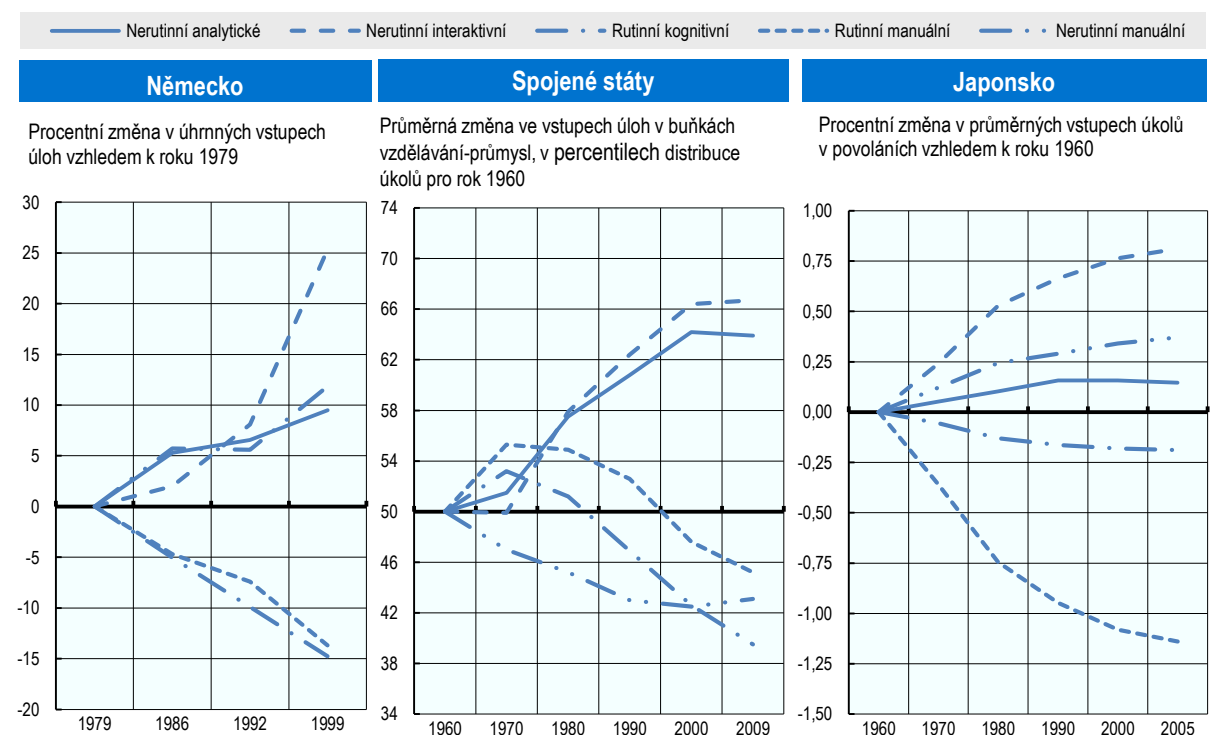 Nerutinní analytické Nerutinní interaktivní Rutinní kognitivní Rutinní manuální Nerutinní manuální
Německo
Procentní změna v úhrnných vstupech
úloh vzhledem k roku 1979
30
25
20
15
10
5
0
-5
-10
-15
-20
1979 1986 1992 1999
Spojené státy
Průměrná změna ve vstupech úloh v buňkách
vzdělávání-průmysl, v percentilech distribuce
úkolů pro rok 1960
74
70
66
62
58
54
50
46
42
38
34
1960 1970 1980 1990 2000 2009
Japonsko
Procentní změna v průměrných vstupech úkolů
v povoláních vzhledem k roku 1960
1,00
0,75
0,50
0,25
0,00
-0,25
-0,50
-0,75
-1,00
-1,25
-1,50
1960 1970 1980 1990 2000 2005